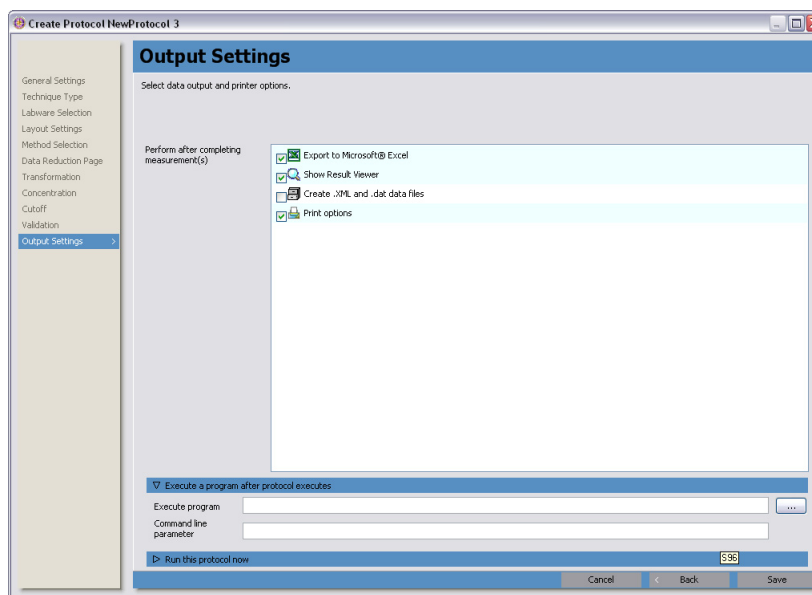 Create Protocol NewProtocol 3
Output Settings
Select data output and printer options.
General Settings
Technique Type
Labware Selection
Layout Settings
Method Selection
Data Reduction Page
Transformation
Concentration
Cutoff
Validation
Output Settings >
Perform after completing
measurement(s)
Export to Microsoft® Excel
Show Result Viewer
Create .XML and .dat data files
Print options
Execute a program after protocol executes
Execute program
...
Command line
parameter
Run this protocol now
S96
Cancel
< Back
Save